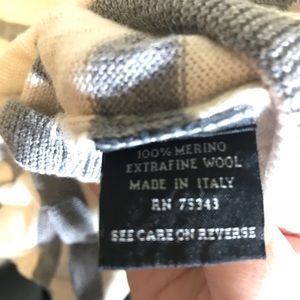 100% MERINO
EXTRAFINE WOOL
MADE IN ITALY
RN 75343
SEE CARE ON REVERSE